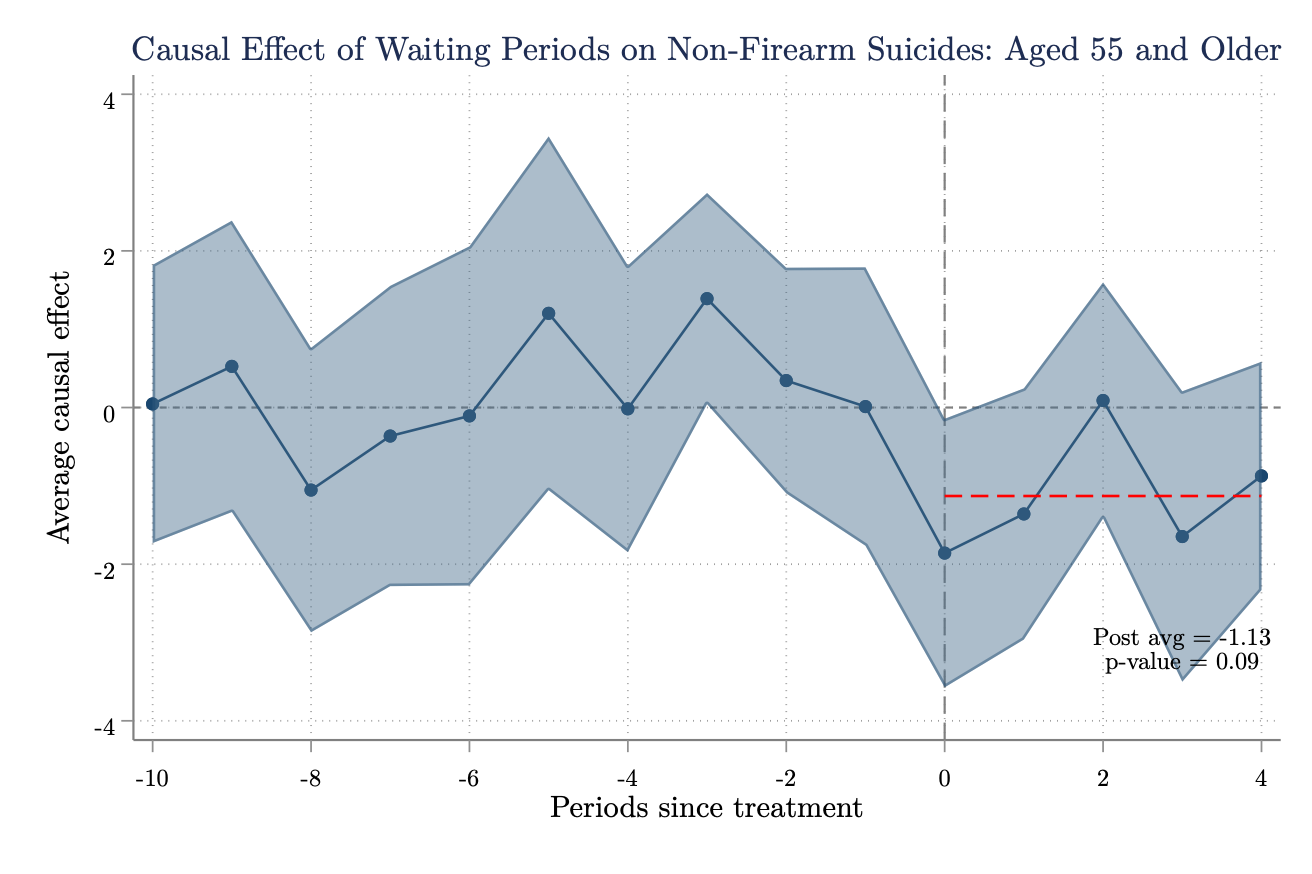 Causal Effect of Waiting Periods on Non-Firearm Suicides: Aged 55 and Older
4
2
0
-2
-4
Average causal effect
Post avg = -1.13
p-value = 0.09
-10 -8 -6 -4 -2 0 2 4
Periods since treatment